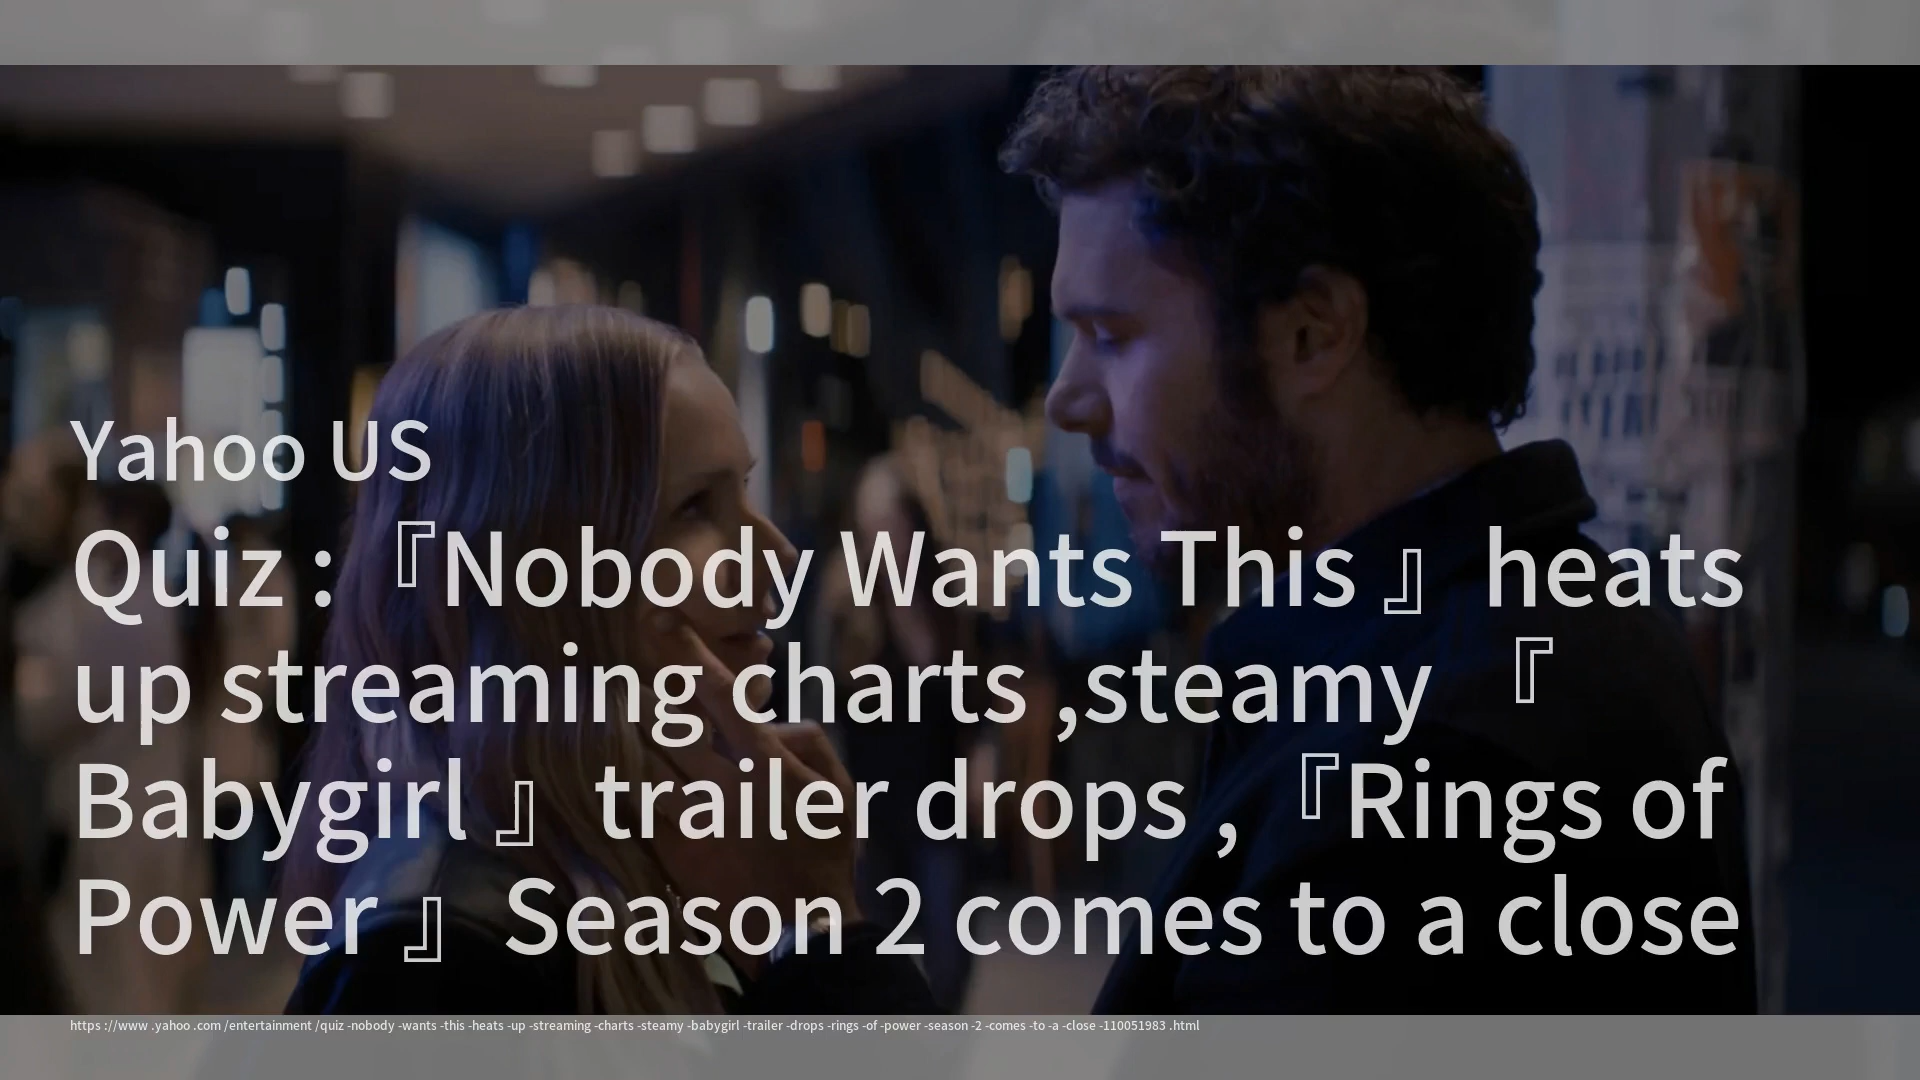 Yahoo US
Quiz : 『Nobody Wants This 』 heats
up streaming charts ,steamy 『
Babygirl 』 trailer drops , 『Rings of
Power 』 Season 2 comes to a close
https ://www .yahoo .com /entertainment /quiz -nobody -wants -this -heats -up -streaming -charts -steamy -babygirl -trailer -drops -rings -of -power -season -2 -comes -to -a -close -110051983 .html